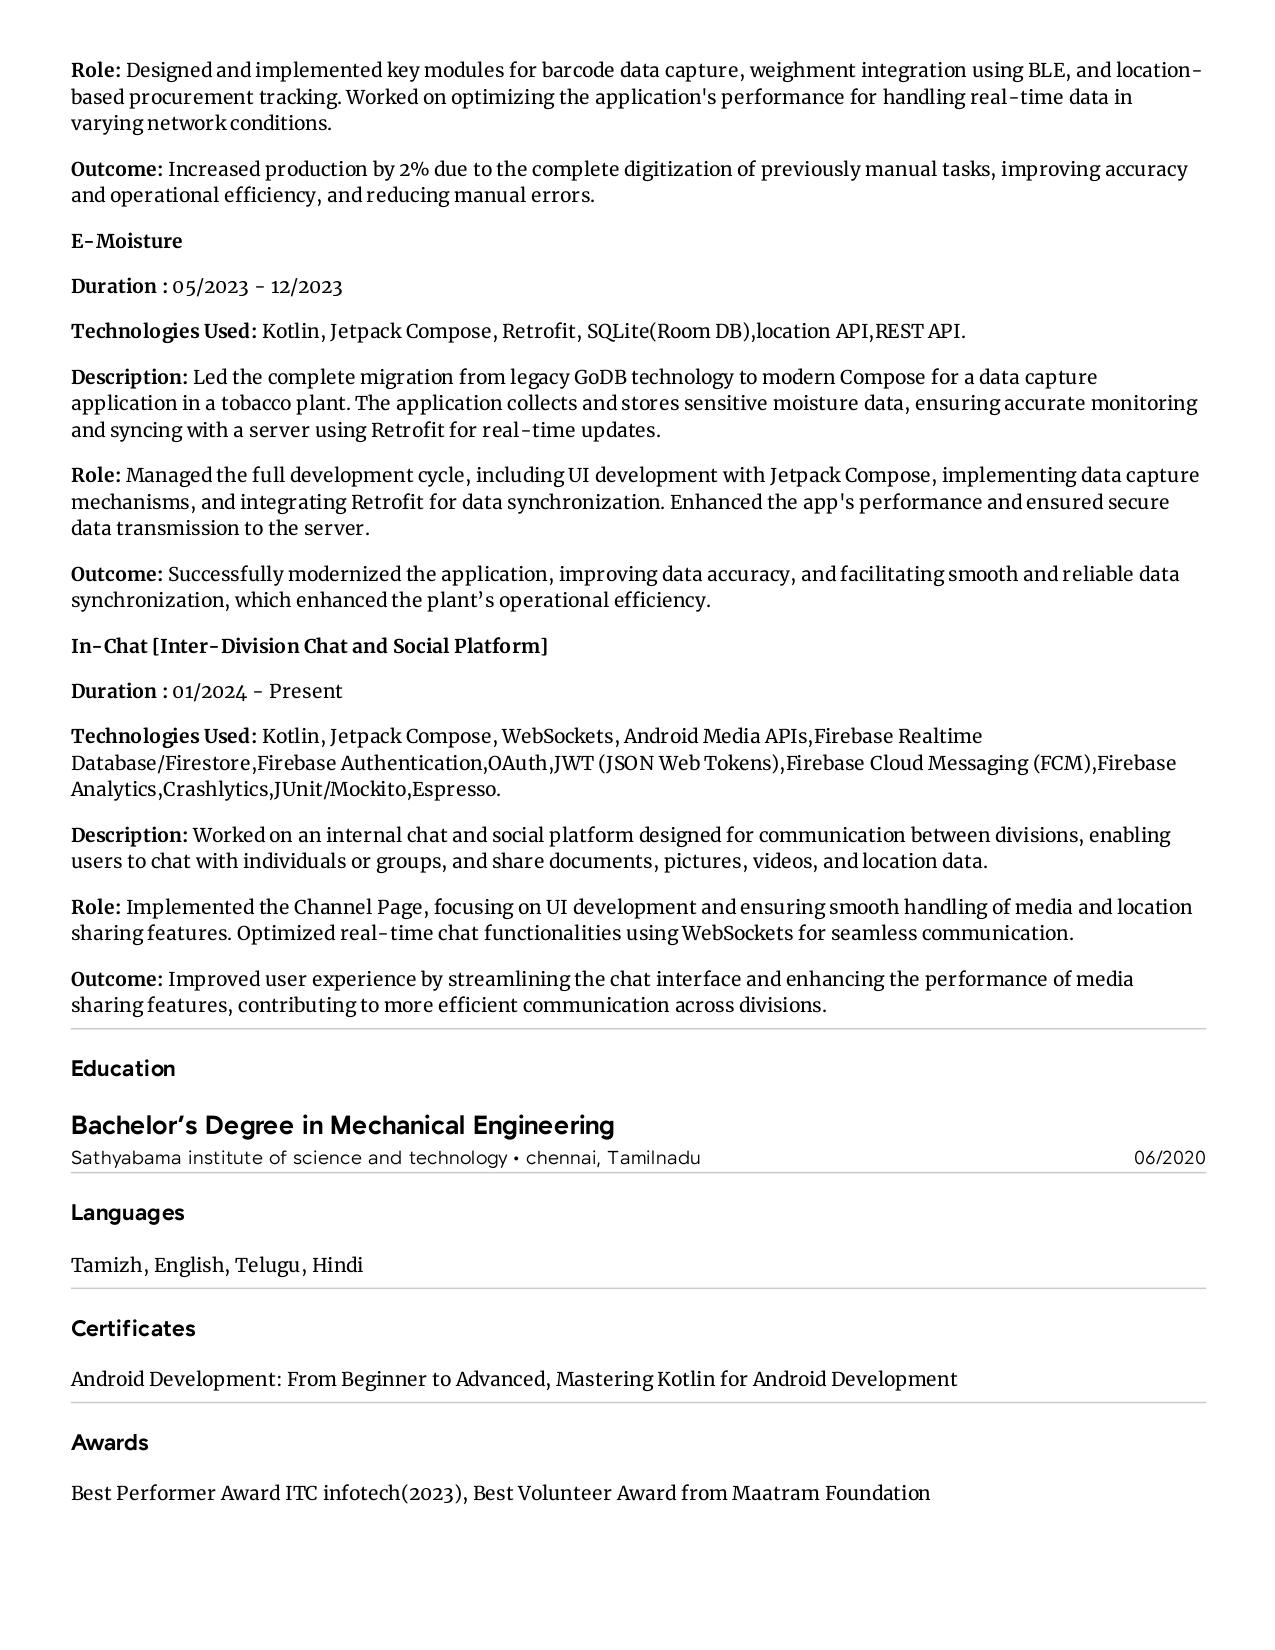 Role: Designed and implemented key modules for barcode data capture, weighment integration using BLE, and location-
based procurement tracking. Worked on optimizing the application's performance for handling real-time data in
varying network conditions.
Outcome: Increased production by 2% due to the complete digitization of previously manual tasks, improving accuracy
and operational efficiency, and reducing manual errors.
E-Moisture
Duration : 05/2023 - 12/2023
Technologies Used: Kotlin, Jetpack Compose, Retrofit, SQLite(Room DB),location API,REST API.
Description: Led the complete migration from legacy GoDB technology to modern Compose for a data capture
application in a tobacco plant. The application collects and stores sensitive moisture data, ensuring accurate monitoring
and syncing with a server using Retrofit for real-time updates.
Role: Managed the full development cycle, including UI development with Jetpack Compose, implementing data capture
mechanisms, and integrating Retrofit for data synchronization. Enhanced the app's performance and ensured secure
data transmission to the server.
Outcome: Successfully modernized the application, improving data accuracy, and facilitating smooth and reliable data
synchronization, which enhanced the plant’s operational efficiency.
In-Chat [Inter-Division Chat and Social Platform]
Duration : 01/2024 - Present
Technologies Used: Kotlin, Jetpack Compose, WebSockets, Android Media APIs,Firebase Realtime
Database/Firestore,Firebase Authentication,OAuth,JWT (JSON Web Tokens),Firebase Cloud Messaging (FCM),Firebase
Analytics,Crashlytics,JUnit/Mockito,Espresso.
Description: Worked on an internal chat and social platform designed for communication between divisions, enabling
users to chat with individuals or groups, and share documents, pictures, videos, and location data.
Role: Implemented the Channel Page, focusing on UI development and ensuring smooth handling of media and location
sharing features. Optimized real-time chat functionalities using WebSockets for seamless communication.
Outcome: Improved user experience by streamlining the chat interface and enhancing the performance of media
sharing features, contributing to more efficient communication across divisions.
Education
Bachelor’s Degree in Mechanical Engineering
Sathyabama institute of science and technology • chennai, Tamilnadu 06/2020
Languages
Tamizh, English, Telugu, Hindi
Certificates
Android Development: From Beginner to Advanced, Mastering Kotlin for Android Development
Awards
Best Performer Award ITC infotech(2023), Best Volunteer Award from Maatram Foundation